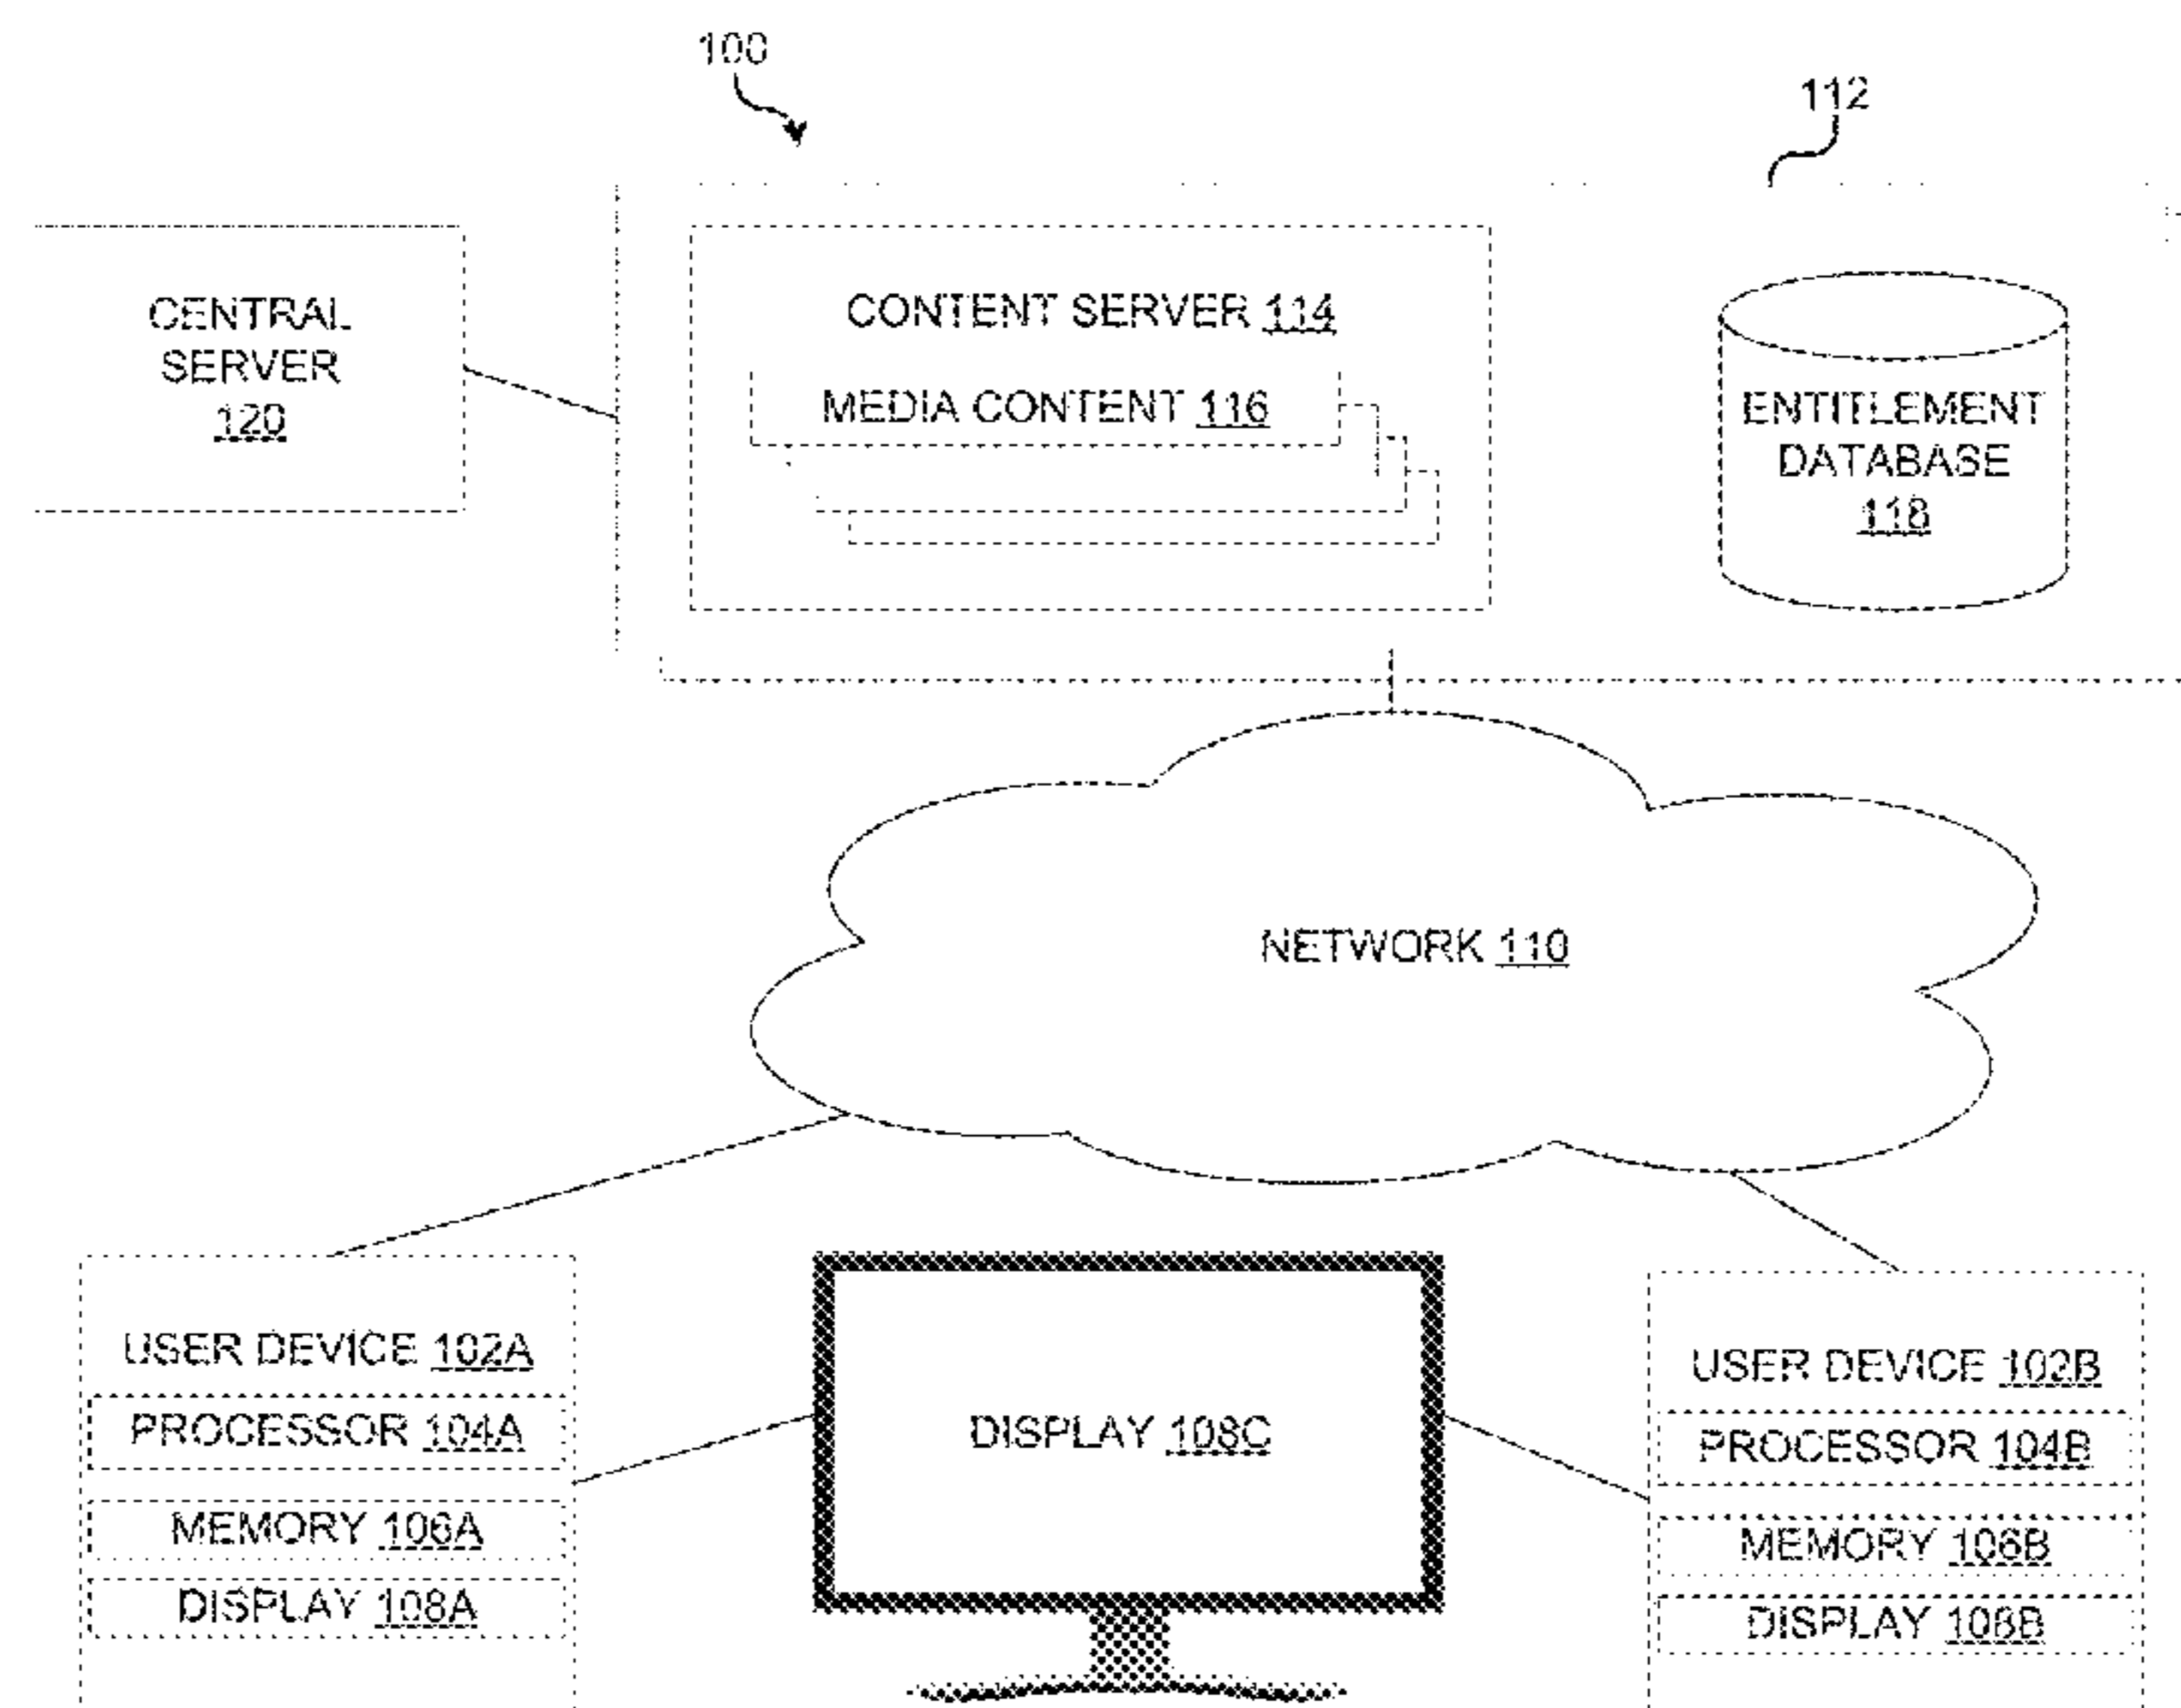 100
112
CENTRAL
SERVER
120
CONTENT SERVER 114
MEDIA CONTENT 116
ENTITLEMENT
DATABASE
118
NETWORK 110
USER DEVICE 102A
PROCESSOR 104A
MEMORY 106A
DISPLAY 108A
DISPLAY 108C
USER DEVICE 102B
PROCESSOR 104B
MEMORY 106B
DISPLAY 108B